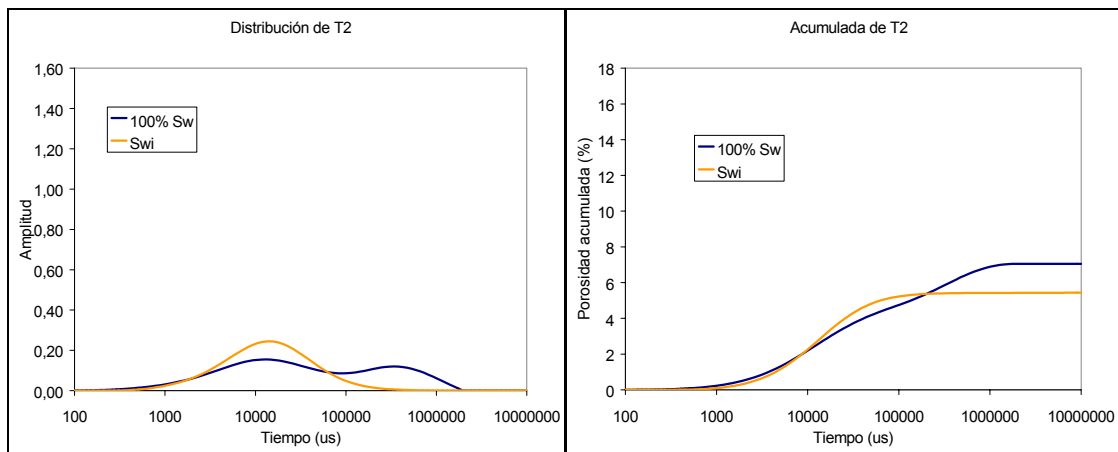 Distribución de T2
1,60
1,40
1,20
1,00
0,80
0,60
0,40
0,20
0,00
Amplitud
100% Sw
Swi
100 1000 10000 100000 1000000 10000000
Tiempo (us)
Acumulada de T2
18
16
14
12
10
8
6
4
2
0
Porosidad acumulada (%)
100% Sw
Swi
100 1000 10000 100000 1000000 10000000
Tiempo (us)